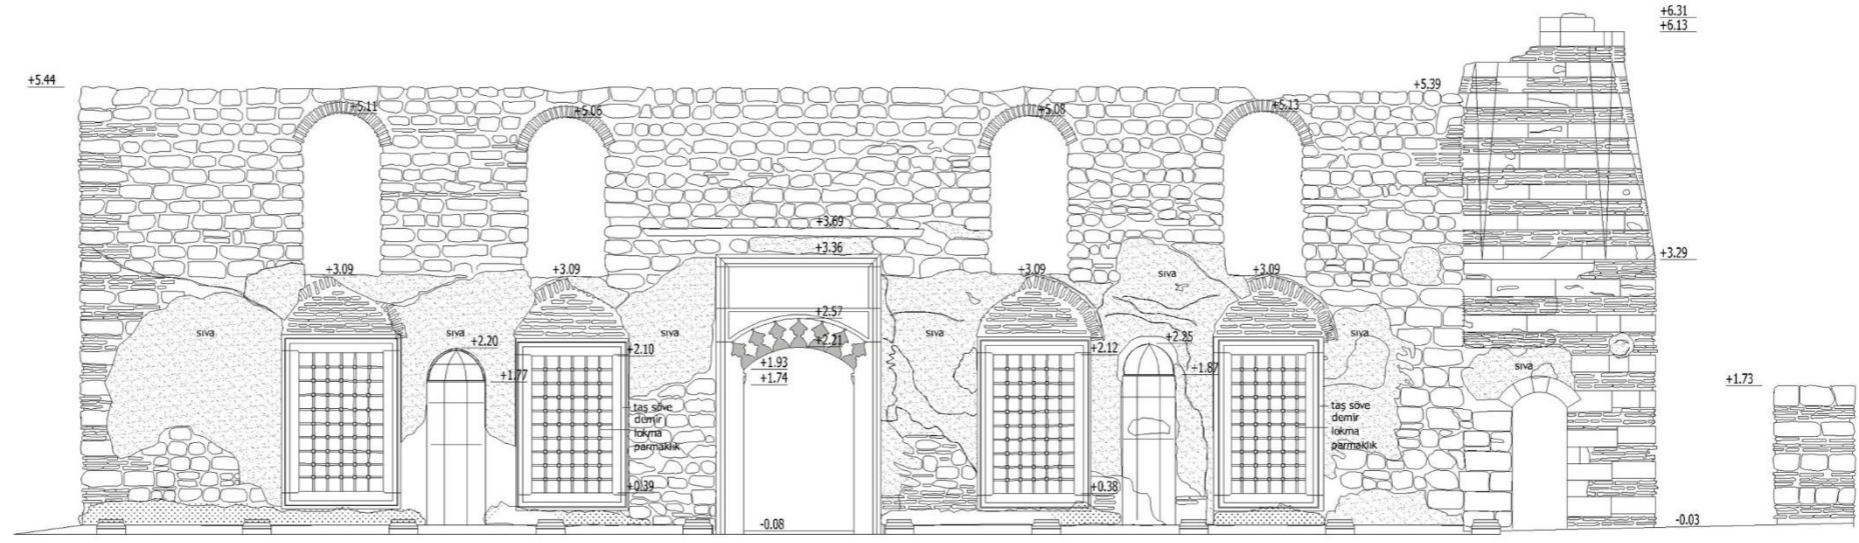 +6.31
+6.13
+5.44
+5.39
+5.11
+5.06
+5.08
+5.13
+3.69
+3.36
+3.29
+3.09
+3.09
+3.09
+3.09
sıva
+2.57
+2.21
sıva
sıva
sıva
sıva
sıva
+2.20
+2.25
+2.10
+2.12
+1.93
+1.74
+1.77
+1.87
sıva
+1.73
taş söve
demir
lokma
parmaklık
taş söve
demir
lokma
parmaklık
+0.39
+0.38
-0.08
-0.03